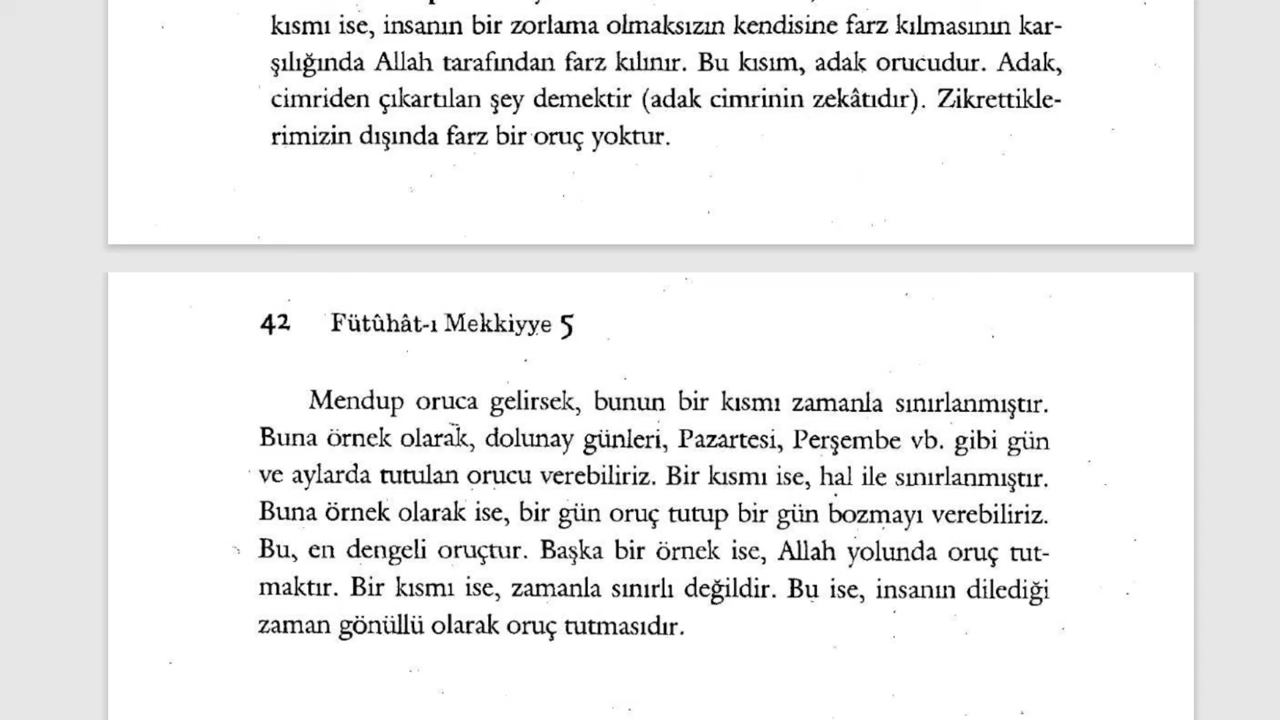 kısmı ise, insanın bir zorlama olmaksızın kendisine farz kılmasının kar-
şılığında Allah tarafından farz kılınır. Bu kısım, adak orucudur. Adak,
cimriden çıkartılan şey demektir (adak cimrinin zekâtıdır). Zikrettikle-
rimizin dışında farz bir oruç yoktur.
42 Fütûhât-ı Mekkiyye 5
Mendup oruca gelirsek, bunun bir kısmı zamanla sınırlanmıştır.
Buna örnek olarak, dolunay günleri, Pazartesi, Perşembe vb. gibi gün
ve aylarda tutulan orucu verebiliriz. Bir kısmı ise, hal ile sınırlanmıştır.
Buna örnek olarak ise, bir gün oruç tutup bir gün bozmayı verebiliriz.
Bu, en dengeli oruçtur. Başka bir örnek ise, Allah yolunda oruç tut-
maktır. Bir kısmı ise, zamanla sınırlı değildir. Bu ise, insanın dilediği
zaman gönüllü olarak oruç tutmasıdır.